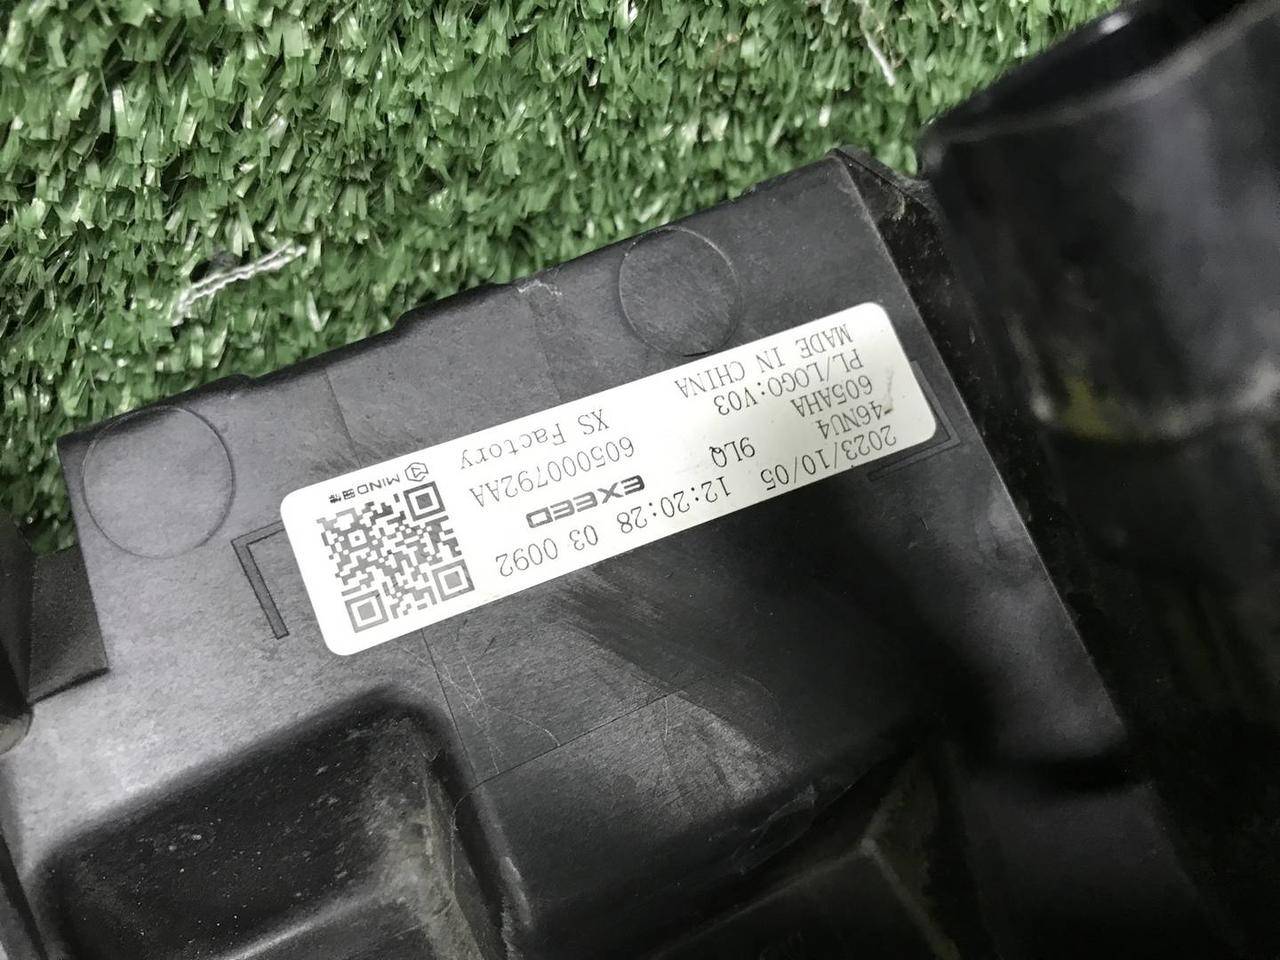 2023/10/05 12:20:28 03 0092
46NU4 9LQ EXEED
605AHA 605000792AA
PL/LOGO:V03 XS Factory
MADE IN CHINA
MIND